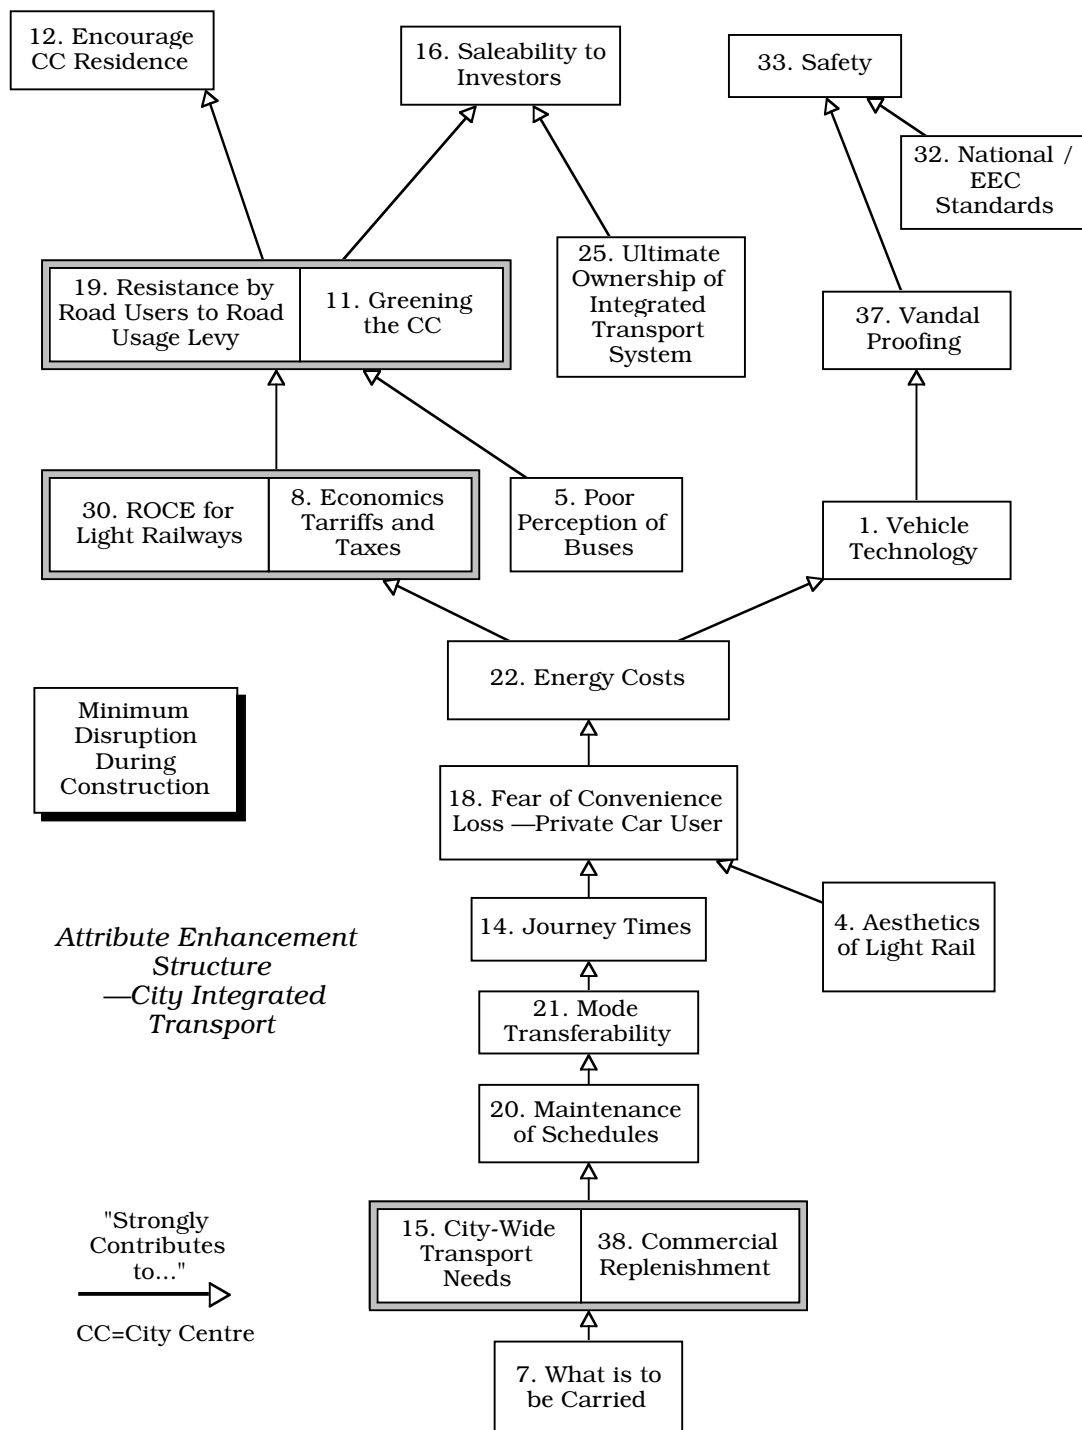 12. Encourage
CC Residence
16. Saleability to
Investors
33. Safety
32. National /
EEC
Standards
19. Resistance by
Road Users to Road
Usage Levy
11. Greening
the CC
25. Ultimate
Ownership of
Integrated
Transport
System
37. Vandal
Proofing
30. ROCE for
Light Railways
8. Economics
Tarriffs and
Taxes
5. Poor
Perception of
Buses
1. Vehicle
Technology
22. Energy Costs
Minimum
Disruption
During
Construction
18. Fear of Convenience
Loss —Private Car User
14. Journey Times
4. Aesthetics
of Light Rail
Attribute Enhancement
Structure
—City Integrated
Transport
21. Mode
Transferability
20. Maintenance
of Schedules
15. City-Wide
Transport
Needs
38. Commercial
Replenishment
"Strongly
Contributes
to..."
CC=City Centre
7. What is to
be Carried